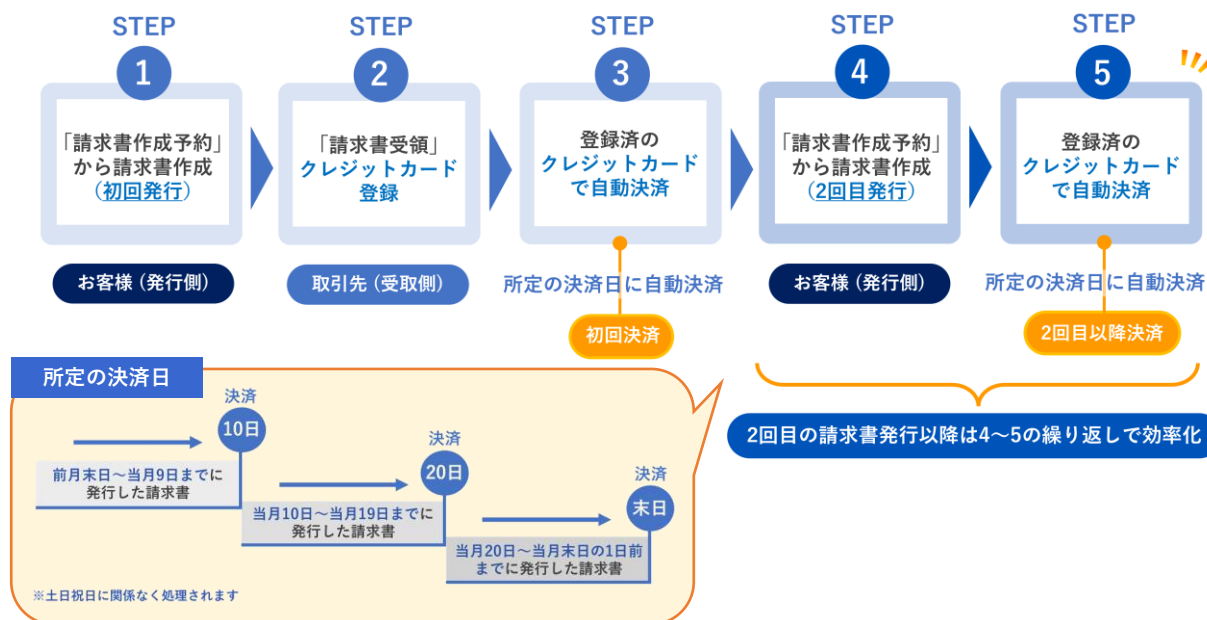 STEP
1
「請求書作成予約」
から請求書作成
（初回発行）
お客様（発行側）
STEP
2
「請求書受領」
クレジットカード
登録
取引先（受取側）
STEP
3
登録済の
クレジットカード
で自動決済
所定の決済日に自動決済
初回決済
STEP
4
「請求書作成予約」
から請求書作成
（2回目発行）
お客様（発行側）
STEP
5
登録済の
クレジットカード
で自動決済
所定の決済日に自動決済
2回目以降決済
2回目の請求書発行以降は4～5の繰り返しで効率化
所定の決済日
決済
10日
前月末日～当月9日までに
発行した請求書
決済
20日
当月10日～当月19日までに
発行した請求書
決済
末日
当月20日～当月末日の1日前
までに発行した請求書
※土日祝日に関係なく処理されます